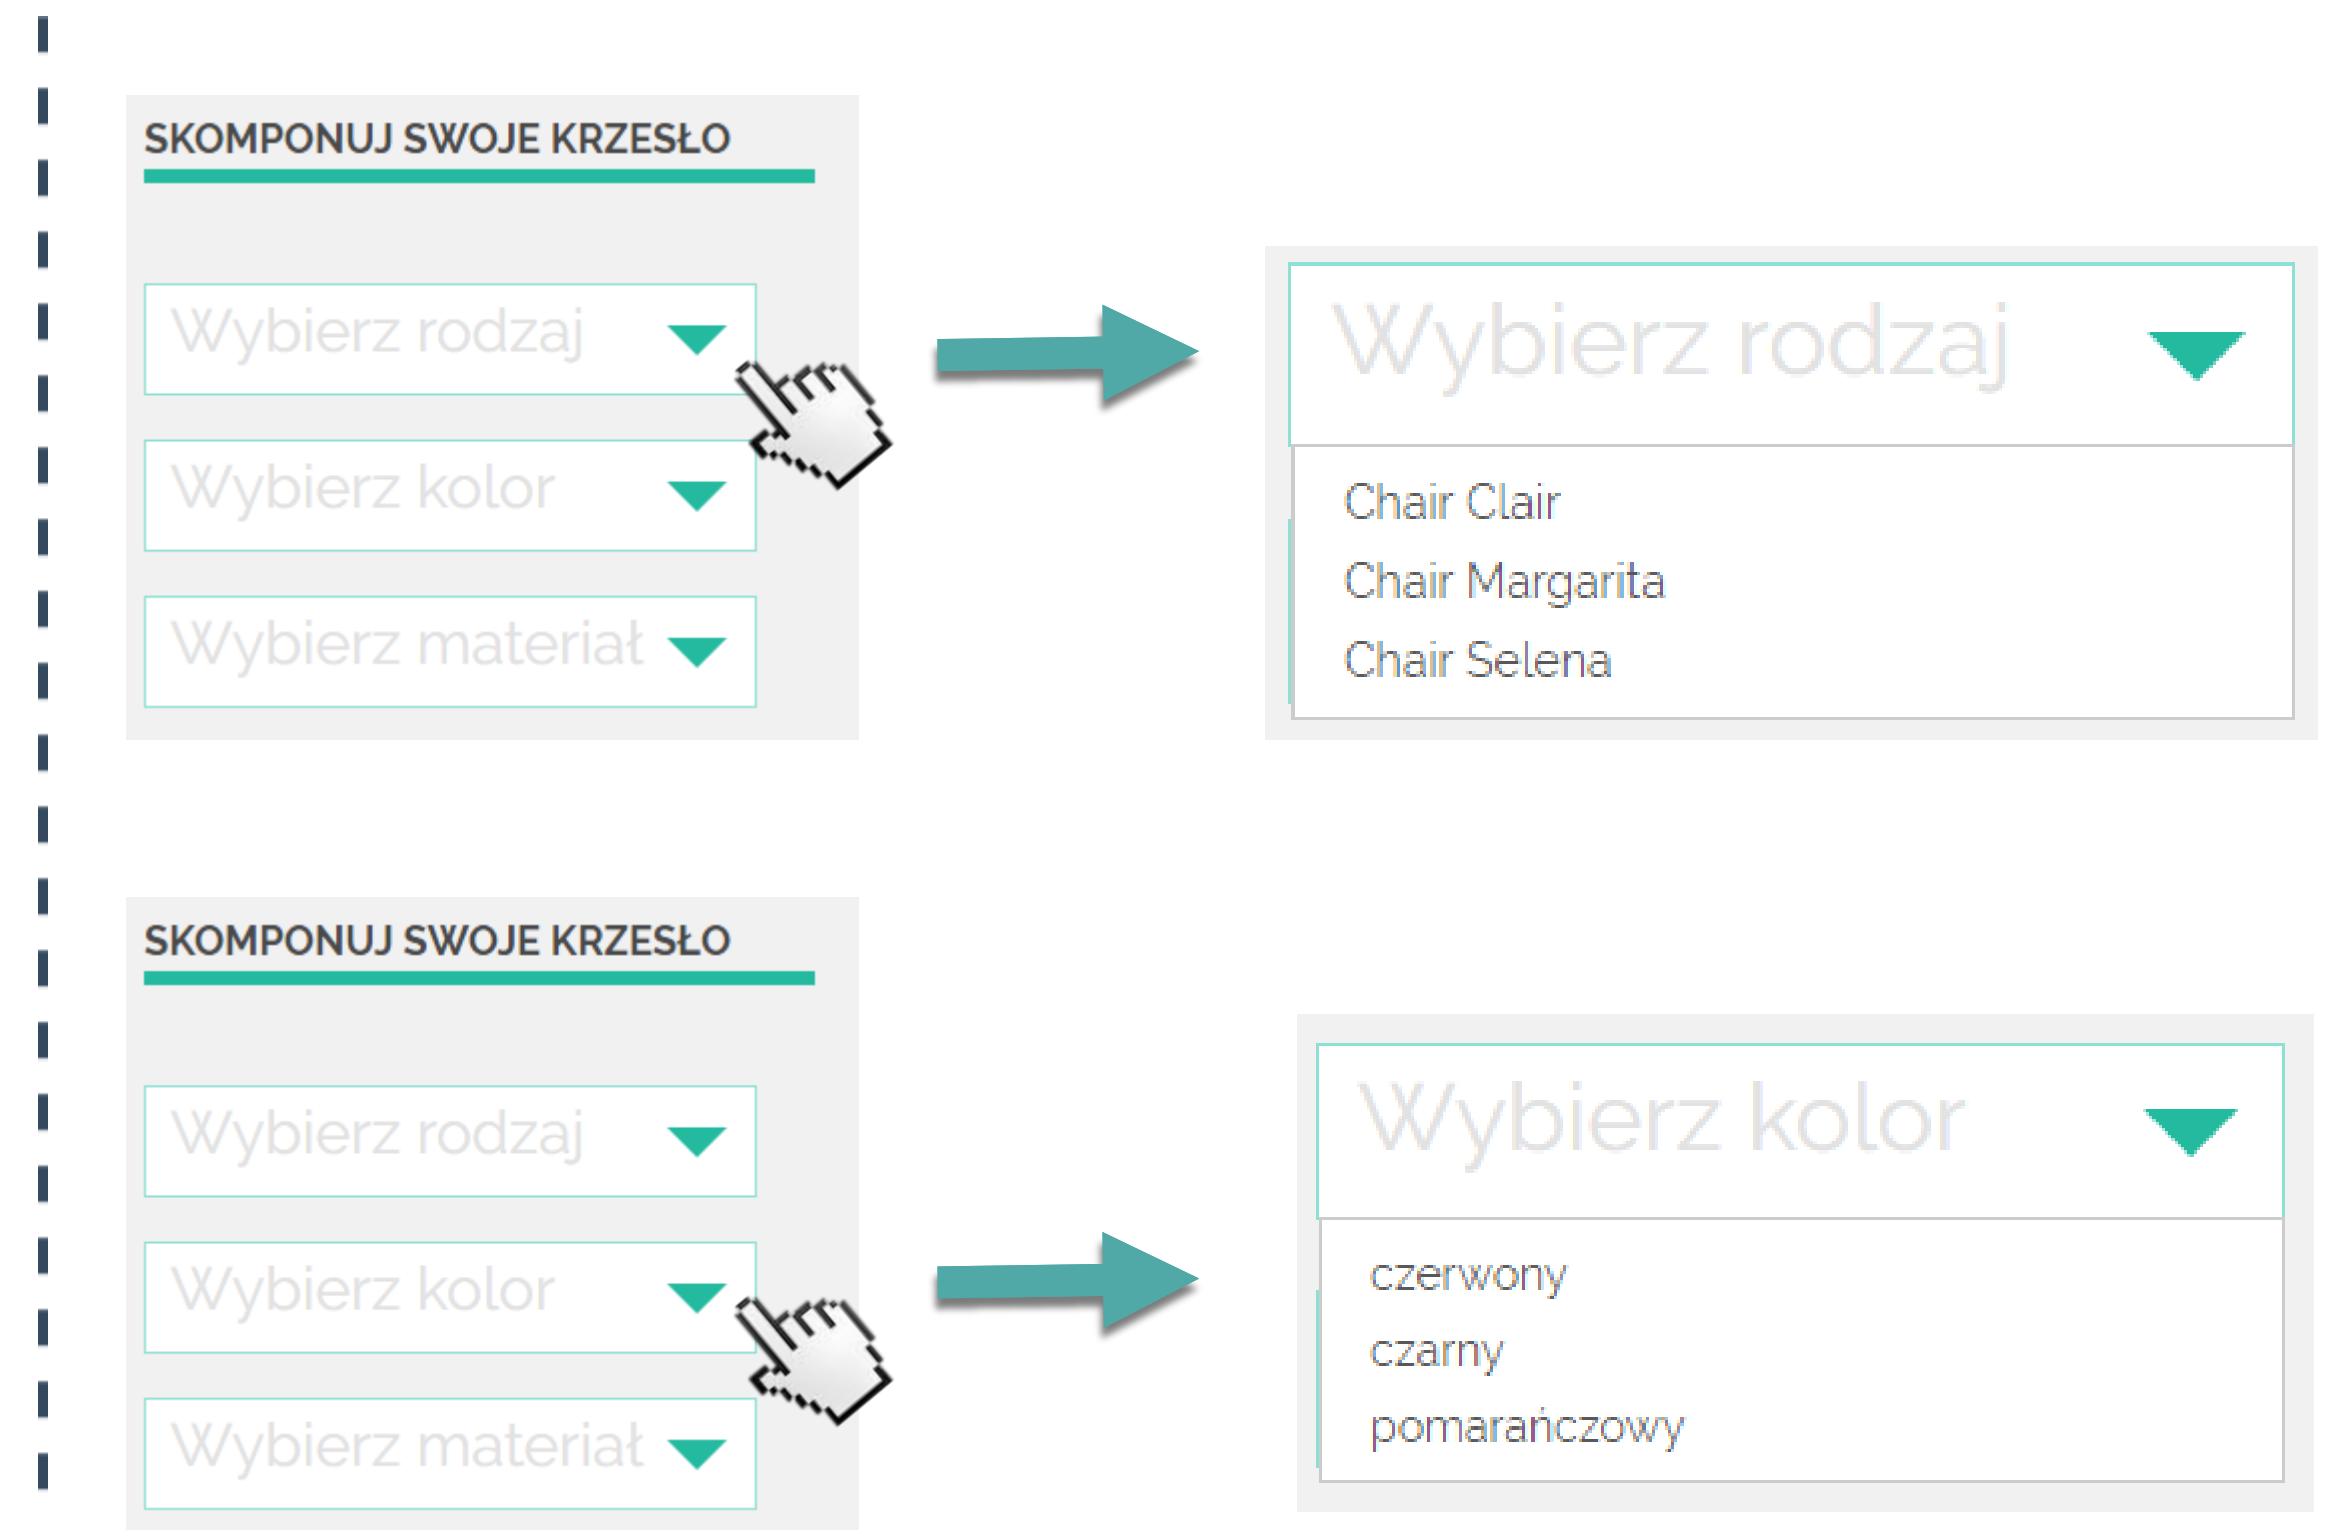 SKOMPONUJ SWOJE KRZESŁO
Wybierz rodzaj
Wybierz kolor
Wybierz materiał
Wybierz rodzaj
Chair Clair
Chair Margarita
Chair Selena
SKOMPONUJ SWOJE KRZESŁO
Wybierz rodzaj
Wybierz kolor
Wybierz materiał
Wybierz kolor
czerwony
czarny
pomarańczowy